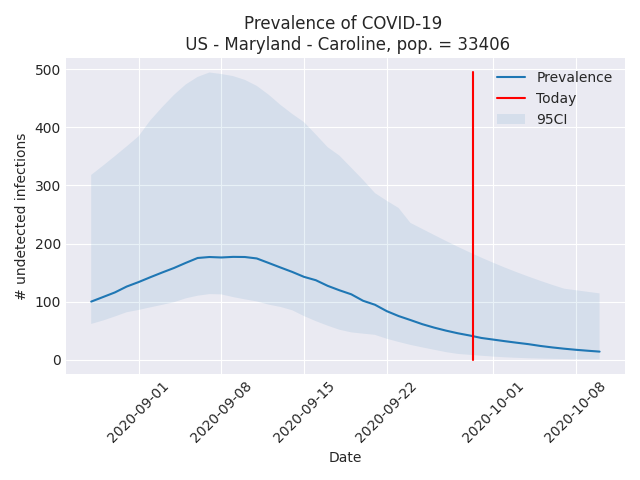 Prevalence of COVID-19
US - Maryland - Caroline, pop. = 33406
500
400
300
200
100
0
# undetected infections
Prevalence
Today
95CI
2020-09-01
2020-09-08
2020-09-15
2020-09-22
2020-10-01
2020-10-08
Date